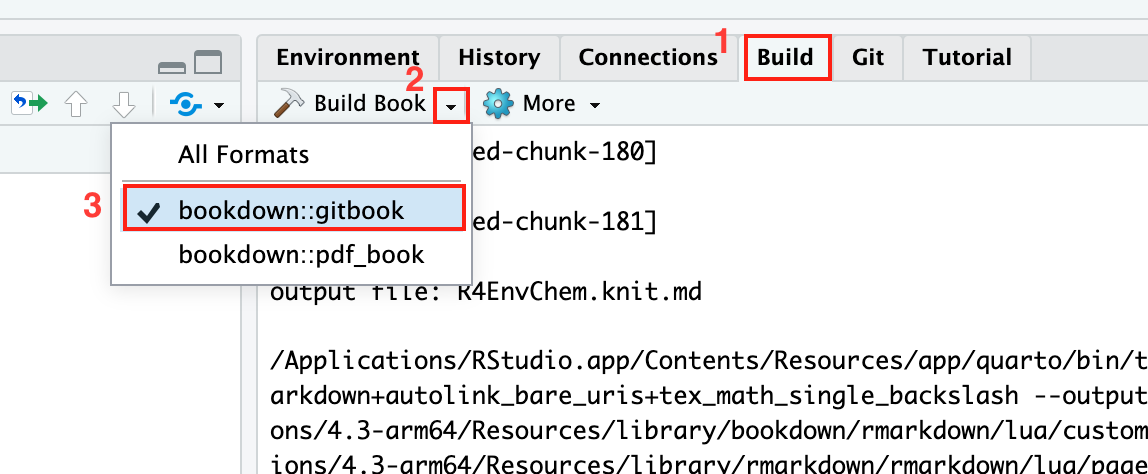 Environment History Connections 1 Build Git Tutorial
2
Build Book More
All Formats
ed-chunk-180]
3 bookdown::gitbook
ed-chunk-181]
bookdown::pdf_book
output file: R4EnvChem.knit.md
/Applications/RStudio.app/Contents/Resources/app/quarto/bin/t
arkdown+autolink_bare_uris+tex_math_single_backslash --output
ons/4.3-arm64/Resources/library/bookdown/rmarkdown/lua/custom
ions/4.3-arm64/Resources/library/rmarkdown/rmarkdown/lua/page